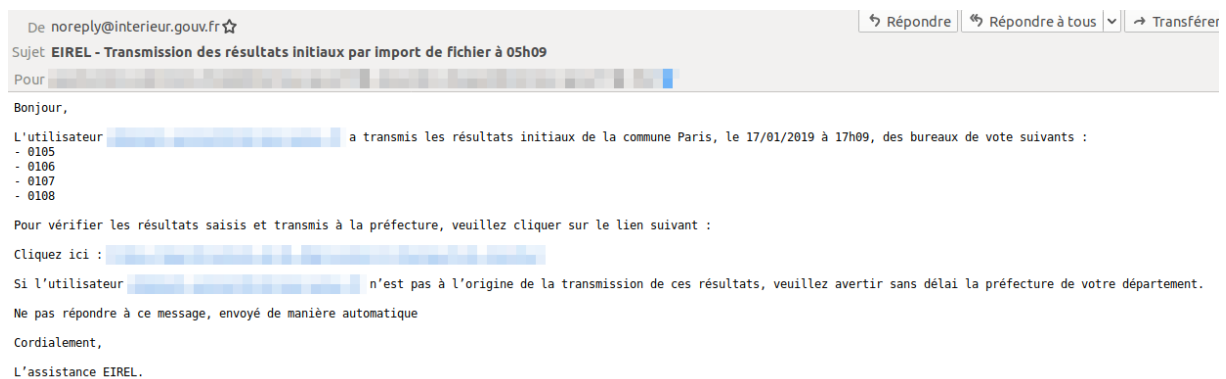 De noreply@interieur.gouv.fr
Répondre Répondre à tous Transférer
Sujet EIREL - Transmission des résultats initiaux par import de fichier à 05h09
Pour
Bonjour,
L'utilisateur a transmis les résultats initiaux de la commune Paris, le 17/01/2019 à 17h09, des bureaux de vote suivants :
- 0105
- 0106
- 0107
- 0108
Pour vérifier les résultats saisis et transmis à la préfecture, veuillez cliquer sur le lien suivant :
Cliquez ici :
Si l’utilisateur n’est pas à l’origine de la transmission de ces résultats, veuillez avertir sans délai la préfecture de votre département.
Ne pas répondre à ce message, envoyé de manière automatique
Cordialement,
L’assistance EIREL.